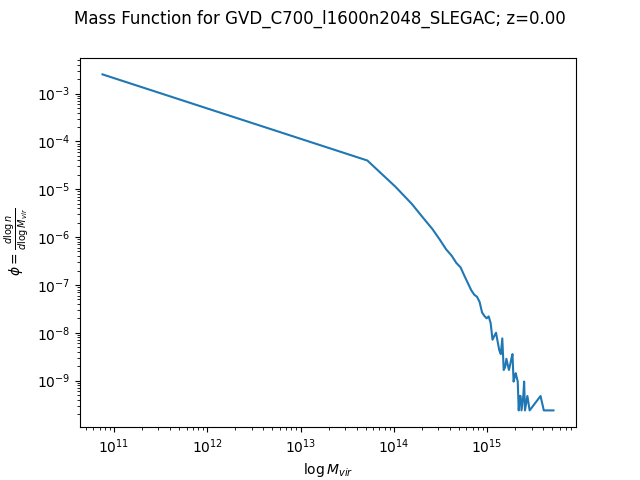 Mass Function for GVD_C700_l1600n2048_SLEGAC; z=0.00
ϕ = d log n / d log M_vir
10⁻³
10⁻⁴
10⁻⁵
10⁻⁶
10⁻⁷
10⁻⁸
10⁻⁹
10¹¹ 10¹² 10¹³ 10¹⁴ 10¹⁵
log M_vir